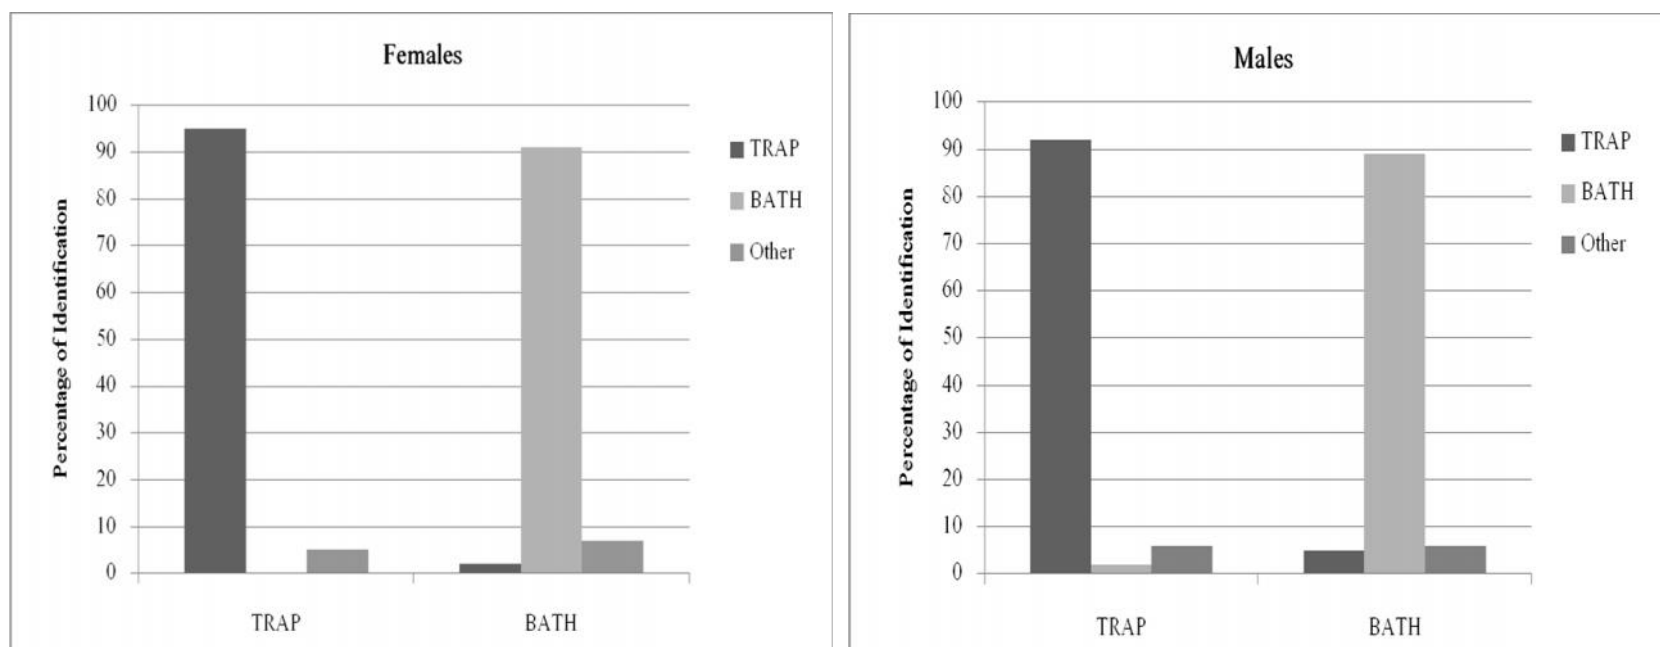 Females
Percentage of Identification
100
90
80
70
60
50
40
30
20
10
0
TRAP
BATH
TRAP
BATH
Other
Males
Percentage of Identification
100
90
80
70
60
50
40
30
20
10
0
TRAP
BATH
TRAP
BATH
Other